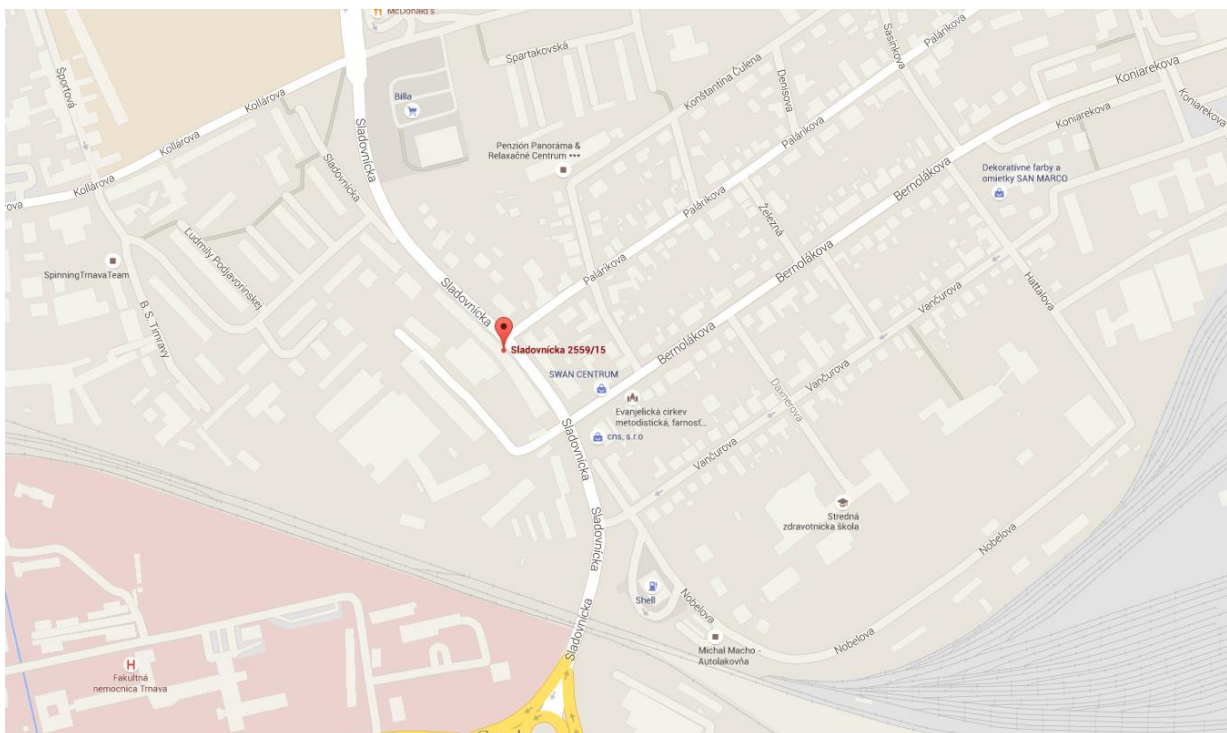 McDonald's
Spartakovská
Sasinkova
Palárikova
Športová
Kollárova
Billa
Sladovnícka
Konštantína Čulena
Denisova
Koniarekova
Koniarekova
Koniarekova
Kollárova
Penzión Panoráma &
Relaxačné Centrum •••
Palárikova
Dekoratívne farby a
omietky SAN MARCO
Kollárova
Sladovnícka
Bernolákova
Palárikova
Železná
Ľudmily Podjavorinskej
SpinningTrnavaTeam
Palárikova
Bernolákova
Hattalova
B. S. Timravy
Sladovnícka
Vančurova
Sladovnícka 2559/15
Bernolákova
SWAN CENTRUM
Vančurova
Daxnerova
Evanjelická cirkev
metodistická, farnosť...
cns, s.r.o
Sladovnícka
Vančurova
Stredná
zdravotnícka škola
Sladovnícka
Nobelova
Shell
Nobelova
Sladovnícka
Nobelova
Michal Macho -
Autolakovňa
H
Fakultná
nemocnica Trnava